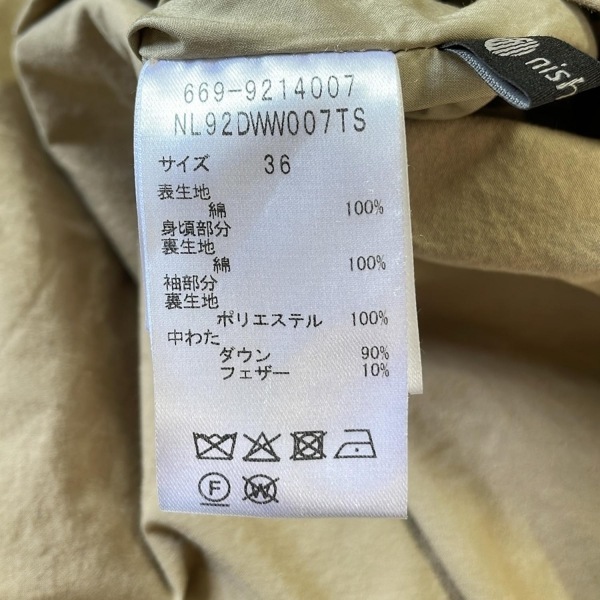 669-9214007
NL92DWW007TS
サイズ 36
表生地
綿 100%
身頃部分
裏生地
綿 100%
袖部分
裏生地
ポリエステル 100%
中わた
ダウン 90%
フェザー 10%
F
W
nish